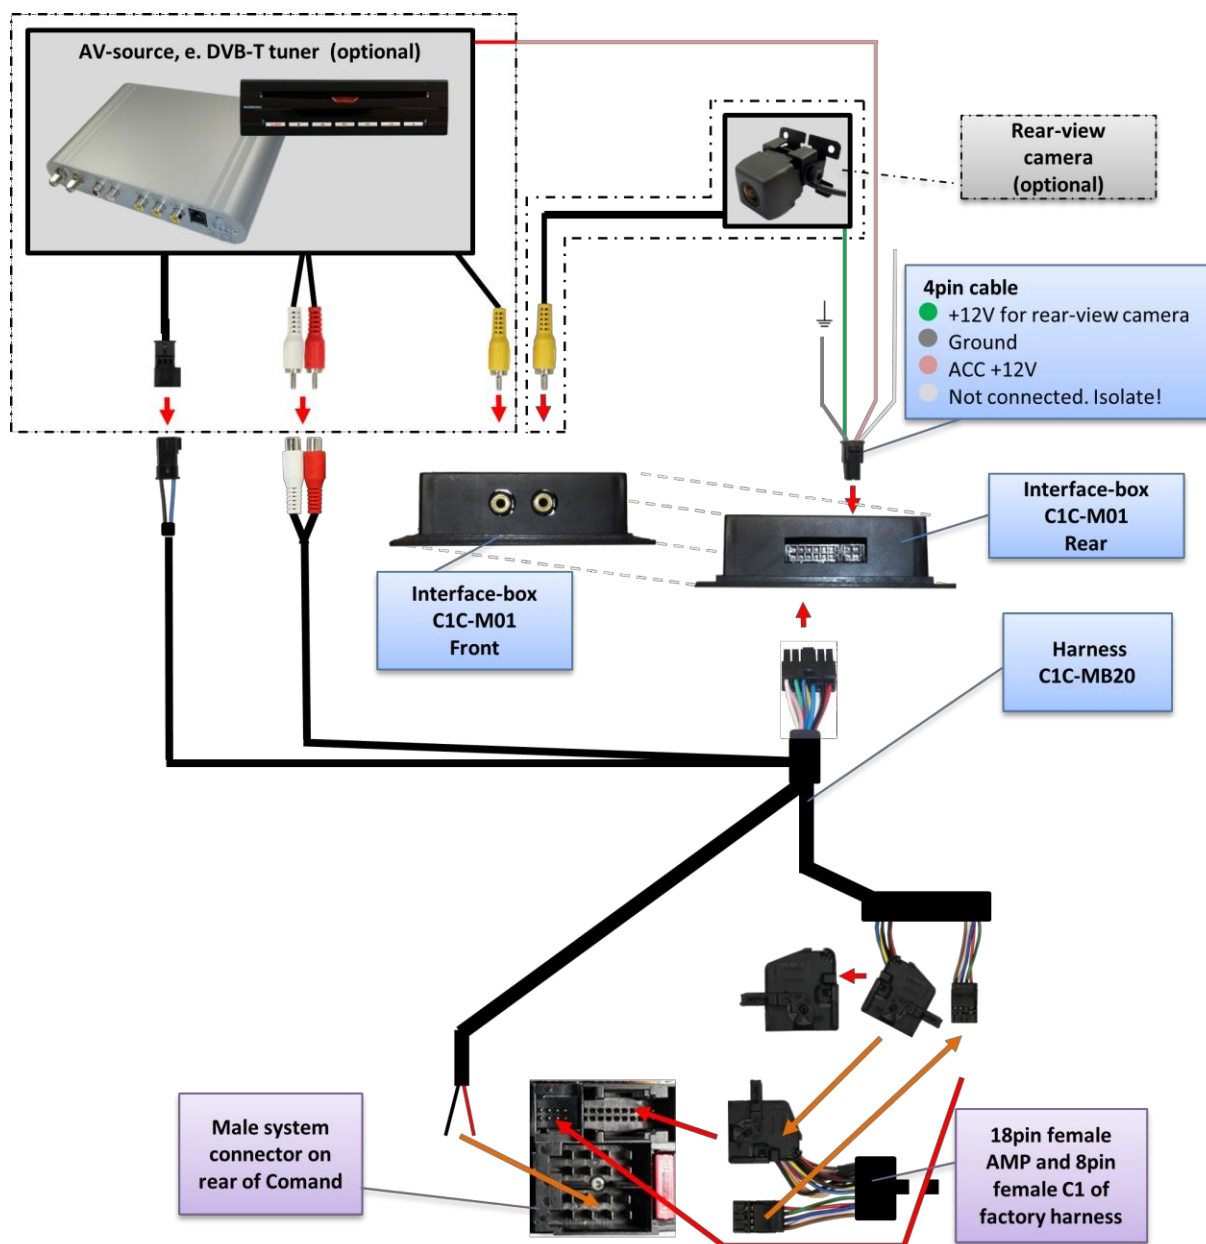 AV-source, e. DVB-T tuner (optional)
Rear-view
camera
(optional)
4pin cable
+12V for rear-view camera
Ground
ACC +12V
Not connected. Isolate!
Interface-box
C1C-M01
Rear
Interface-box
C1C-M01
Front
Harness
C1C-MB20
Male system
connector on
rear of Comand
18pin female
AMP and 8pin
female C1 of
factory harness